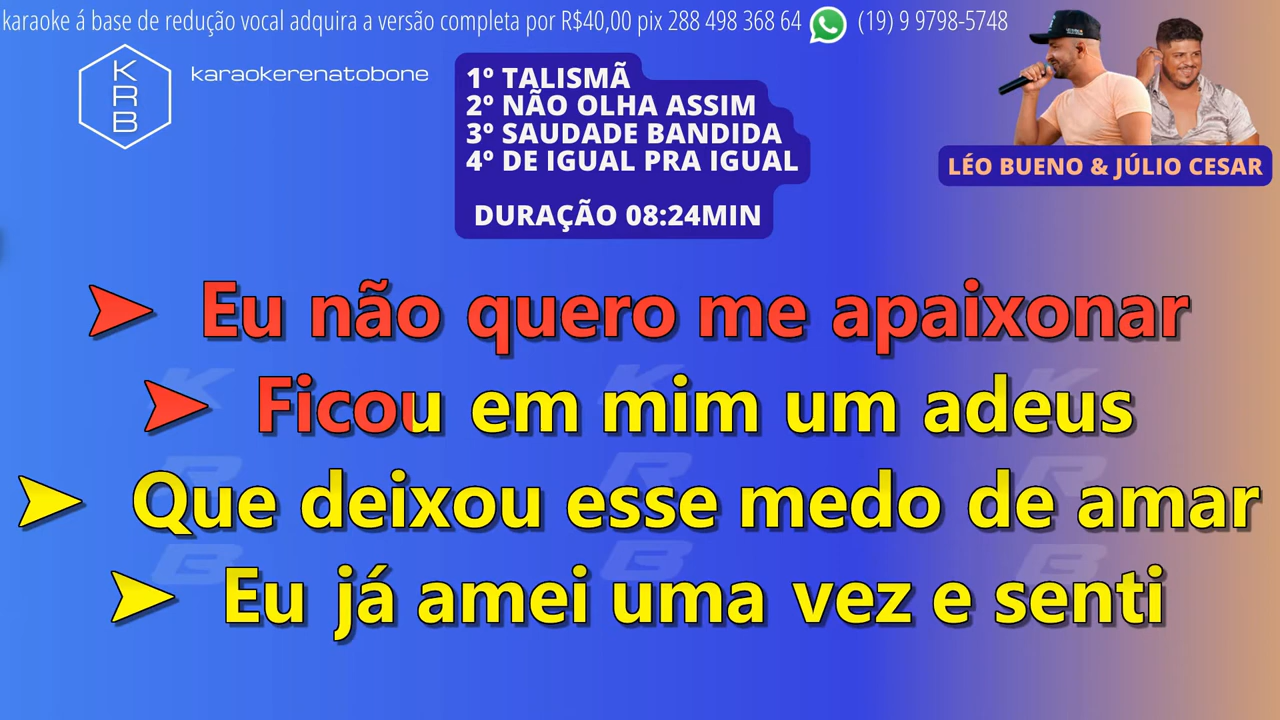 karaoke á base de redução vocal adquira a versão completa por R$40,00 pix 288 498 368 64 (19) 9 9798-5748
KRB
karaokerenatobone
1º TALISMÃ
2º NÃO OLHA ASSIM
3º SAUDADE BANDIDA
4º DE IGUAL PRA IGUAL
DURAÇÃO 08:24MIN
LÉO BUENO & JÚLIO CESAR
➤ Eu não quero me apaixonar
➤ Ficou em mim um adeus
➤ Que deixou esse medo de amar
➤ Eu já amei uma vez e senti